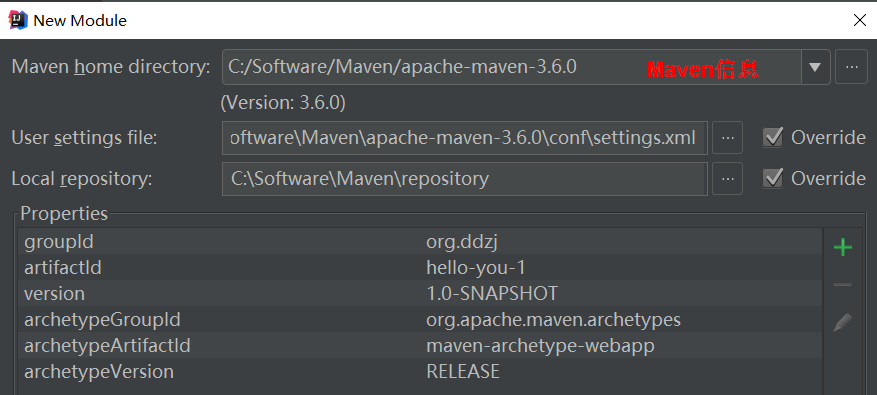 New Module
Maven home directory: C:/Software/Maven/apache-maven-3.6.0 Maven信息
(Version: 3.6.0)
User settings file: oftware\Maven\apache-maven-3.6.0\conf\settings.xml ... Override
Local repository: C:\Software\Maven\repository ... Override
Properties
groupId org.ddzj
artifactId hello-you-1
version 1.0-SNAPSHOT
archetypeGroupId org.apache.maven.archetypes
archetypeArtifactId maven-archetype-webapp
archetypeVersion RELEASE